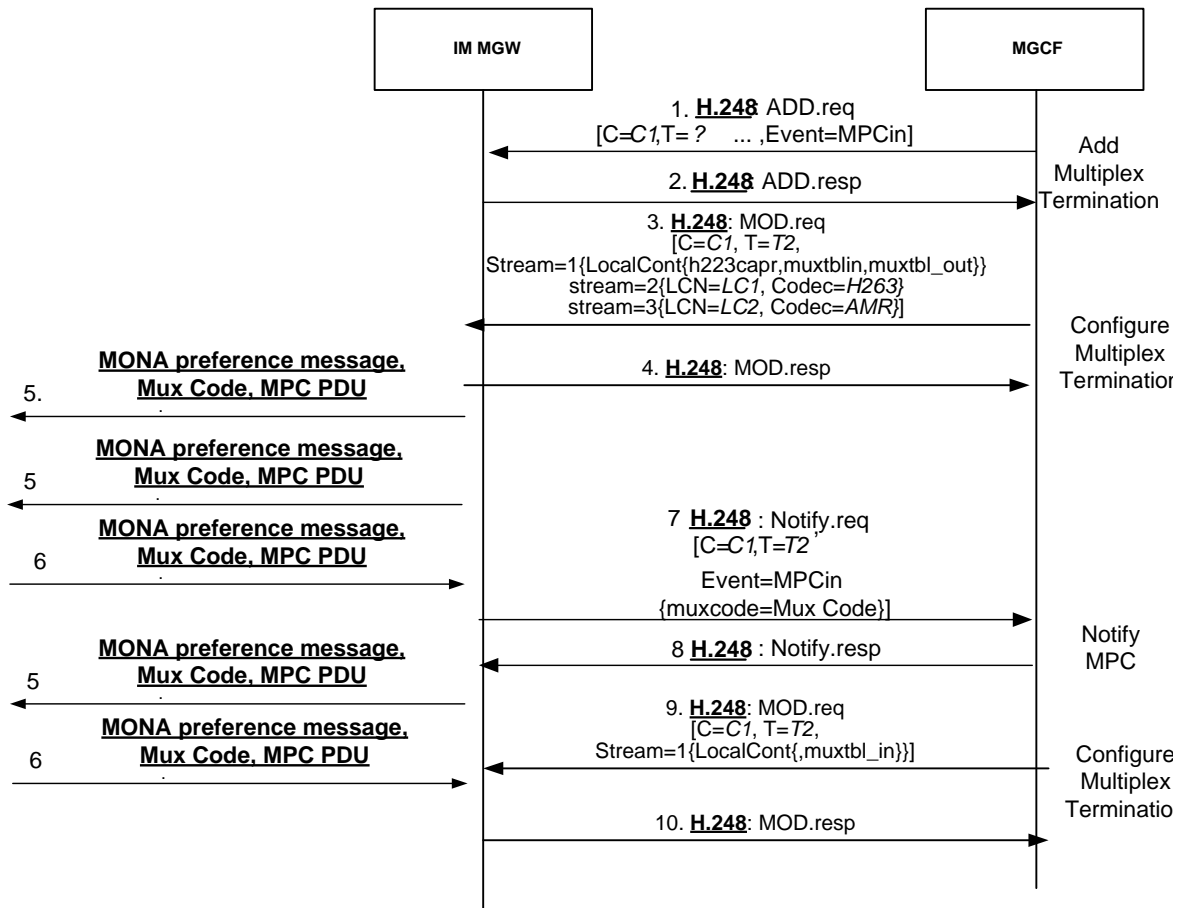 IM MGW
MGCF
1. H.248: ADD.req
[C=C1,T= ? ... ,Event=MPCin]
Add
Multiplex
Termination
2. H.248: ADD.resp
3. H.248: MOD.req
[C=C1, T=T2,
Stream=1{LocalCont{h223capr,muxtblin,muxtbl_out}}
stream=2{LCN=LC1, Codec=H263}
stream=3{LCN=LC2, Codec=AMR}]
Configure
Multiplex
Termination
MONA preference message,
Mux Code, MPC PDU
5.
4. H.248: MOD.resp
MONA preference message,
Mux Code, MPC PDU
5
MONA preference message,
Mux Code, MPC PDU
6
7 H.248 : Notify.req
[C=C1,T=T2 ,
Event=MPCin
{muxcode=Mux Code}]
Notify
MPC
8 H.248 : Notify.resp
MONA preference message,
Mux Code, MPC PDU
5
9. H.248: MOD.req
[C=C1, T=T2,
Stream=1{LocalCont{,muxtbl_in}}]
MONA preference message,
Mux Code, MPC PDU
6
Configure
Multiplex
Terminatio
10. H.248: MOD.resp